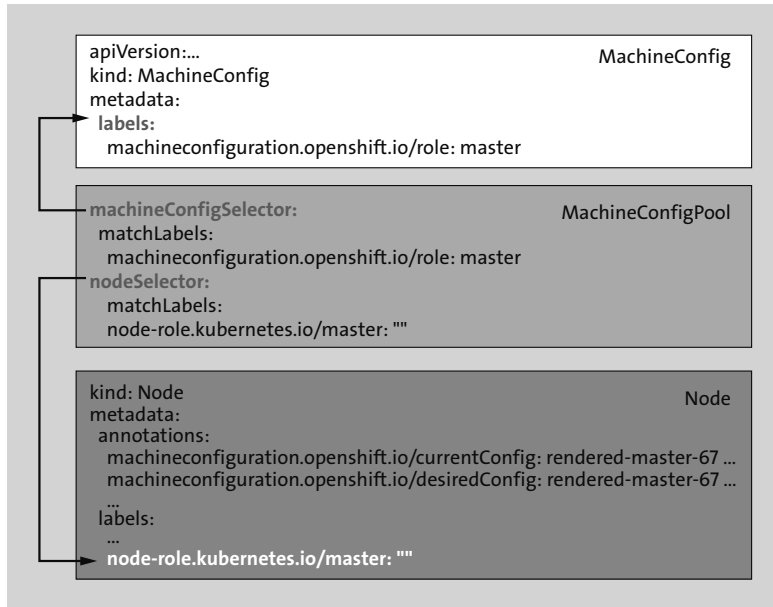 apiVersion:...
MachineConfig
kind: MachineConfig
metadata:
labels:
machineconfiguration.openshift.io/role: master
machineConfigSelector:
MachineConfigPool
matchLabels:
machineconfiguration.openshift.io/role: master
nodeSelector:
matchLabels:
node-role.kubernetes.io/master: ""
kind: Node
Node
metadata:
annotations:
machineconfiguration.openshift.io/currentConfig: rendered-master-67 ...
machineconfiguration.openshift.io/desiredConfig: rendered-master-67 ...
...
labels:
...
node-role.kubernetes.io/master: ""